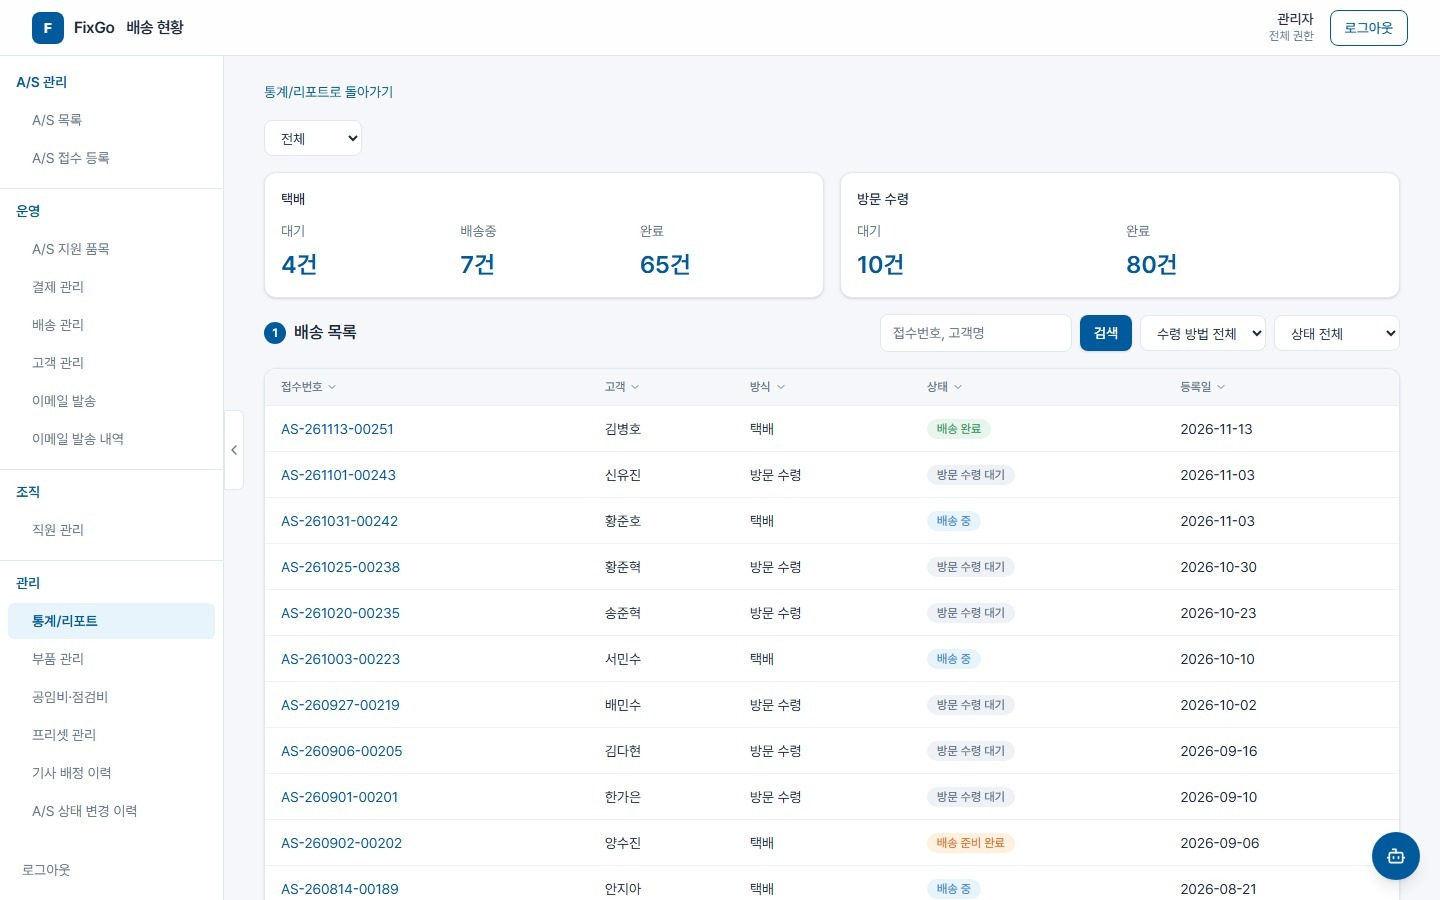 F FixGo 배송 현황
관리자
전체 권한
로그아웃
A/S 관리
A/S 목록
A/S 접수 등록
운영
A/S 지원 품목
결제 관리
배송 관리
고객 관리
이메일 발송
이메일 발송 내역
조직
직원 관리
관리
통계/리포트
부품 관리
공임비·점검비
프리셋 관리
기사 배정 이력
A/S 상태 변경 이력
로그아웃
통계/리포트로 돌아가기
전체
택배
대기 배송중 완료
4건 7건 65건
방문 수령
대기 완료
10건 80건
1 배송 목록
접수번호, 고객명 검색 수령 방법 전체 상태 전체
접수번호 고객 방식 상태 등록일
AS-261113-00251 김병호 택배 배송 완료 2026-11-13
AS-261101-00243 신유진 방문 수령 방문 수령 대기 2026-11-03
AS-261031-00242 황준호 택배 배송 중 2026-11-03
AS-261025-00238 황준혁 방문 수령 방문 수령 대기 2026-10-30
AS-261020-00235 송준혁 방문 수령 방문 수령 대기 2026-10-23
AS-261003-00223 서민수 택배 배송 중 2026-10-10
AS-260927-00219 배민수 방문 수령 방문 수령 대기 2026-10-02
AS-260906-00205 김다현 방문 수령 방문 수령 대기 2026-09-16
AS-260901-00201 한가은 방문 수령 방문 수령 대기 2026-09-10
AS-260902-00202 양수진 택배 배송 준비 완료 2026-09-06
AS-260814-00189 안지아 택배 배송 중 2026-08-21